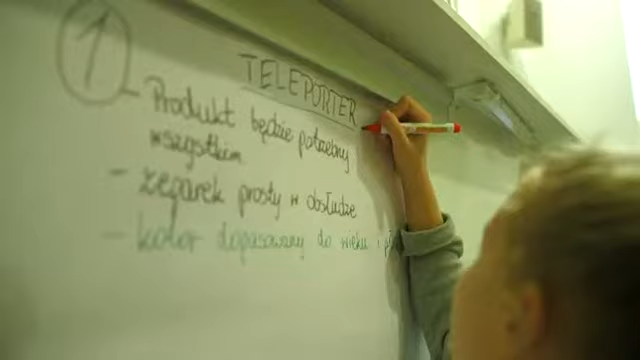 1
TELEPORTER
- Produkt będzie potrzebny
wszystkim
- zegarek prosty w obsłudze
- kolor dopasowany do wieku i